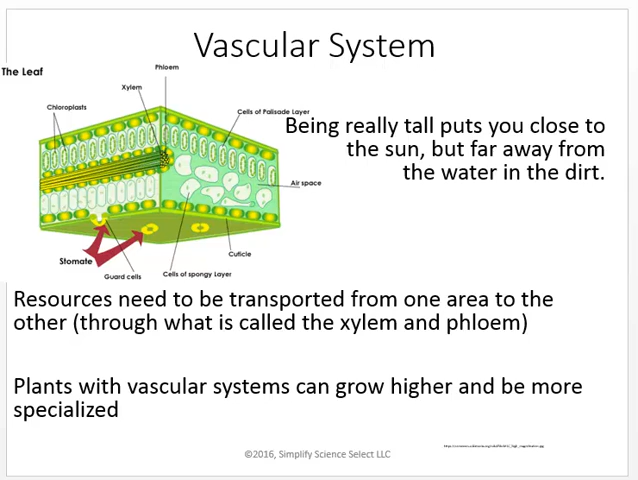 Vascular System
The Leaf
Phloem
Xylem
Chloroplasts
Cells of Palisade Layer
Being really tall puts you close to
the sun, but far away from
the water in the dirt.
Air space
Cuticle
Stomate
Guard cells
Cells of spongy Layer
Resources need to be transported from one area to the
other (through what is called the xylem and phloem)
Plants with vascular systems can grow higher and be more
specialized
©2016, Simplify Science Select LLC